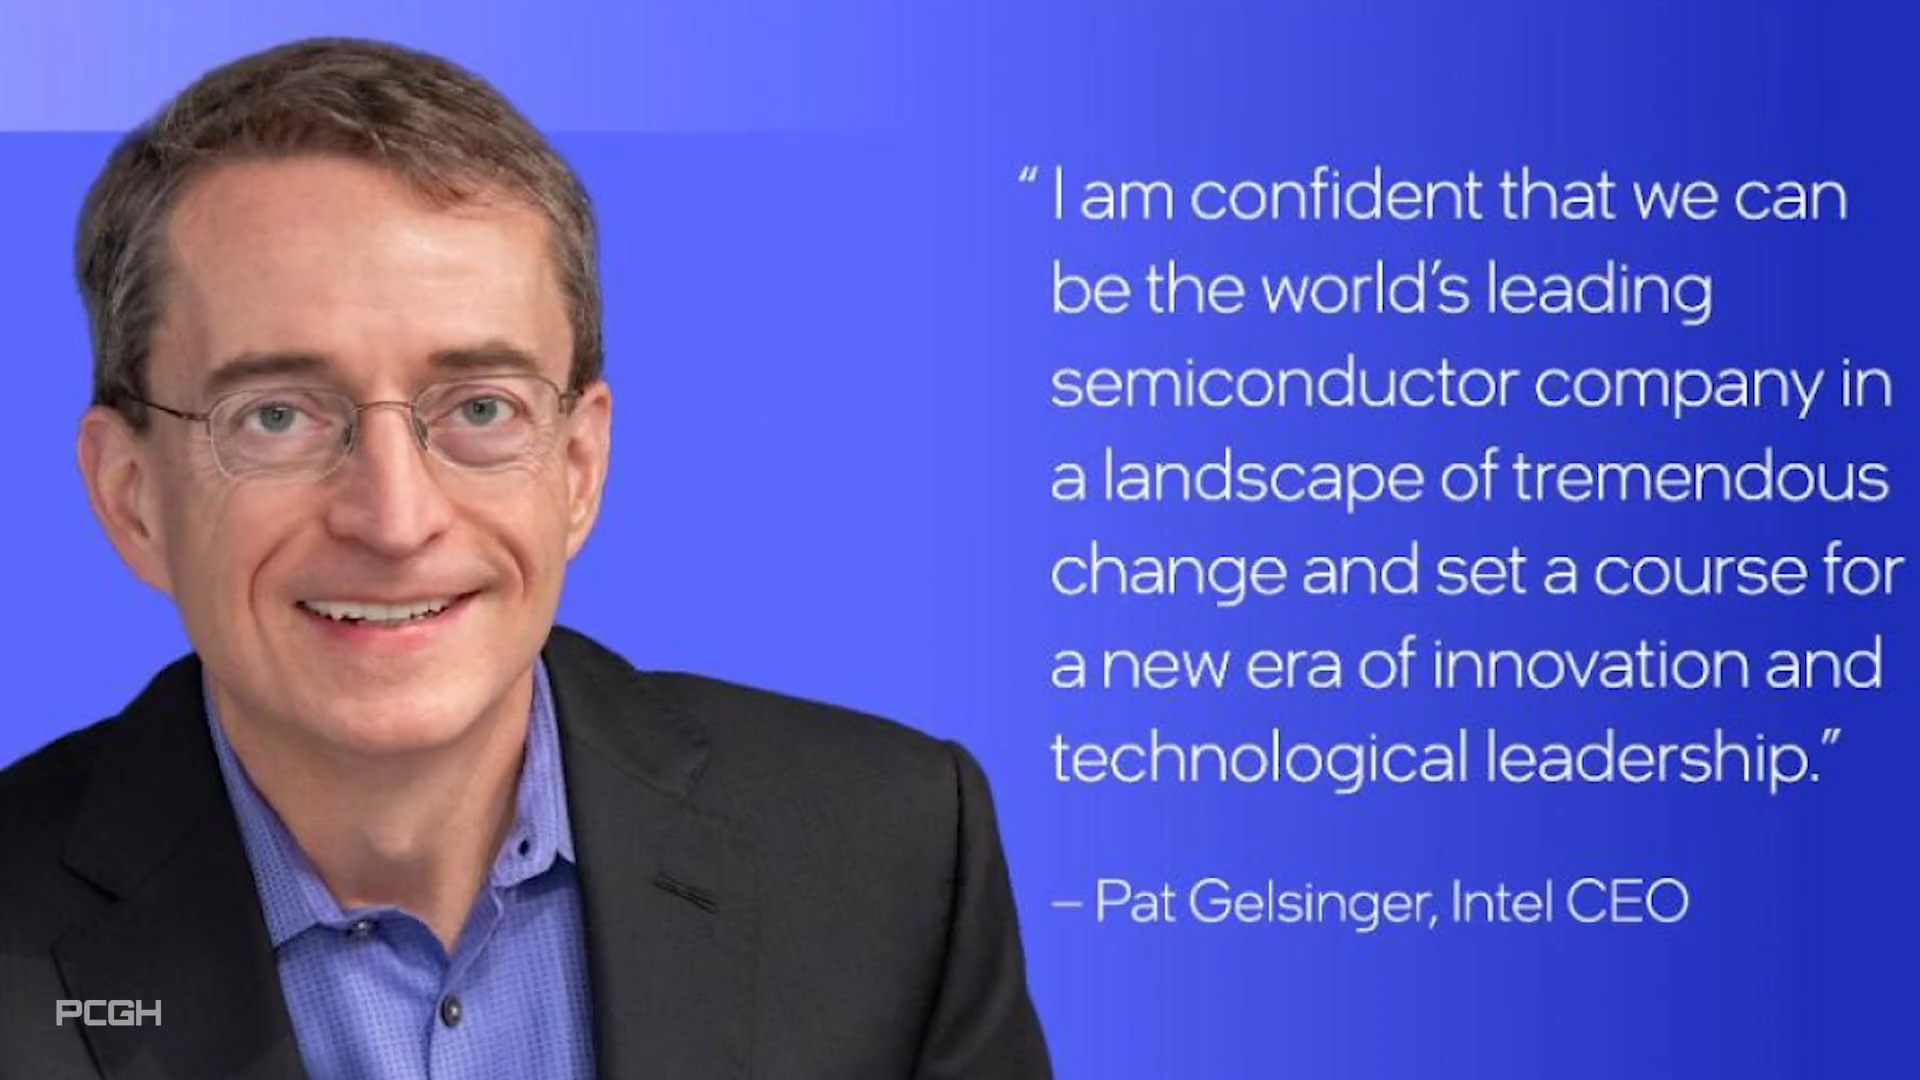 “ I am confident that we can
be the world’s leading
semiconductor company in
a landscape of tremendous
change and set a course for
a new era of innovation and
technological leadership.”
– Pat Gelsinger, Intel CEO
PCGH